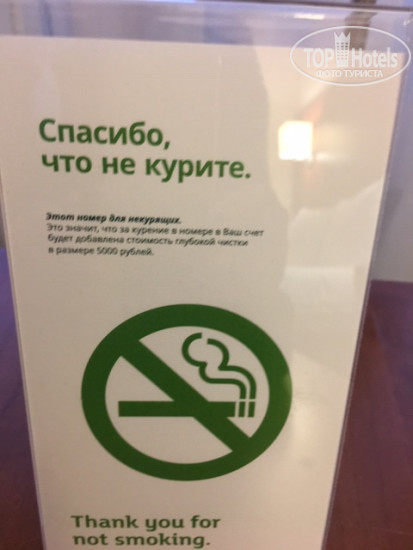 TOP Hotels
ФОТО ТУРИСТА
Спасибо,
что не курите.
Этот номер для некурящих.
Это значит, что за курение в номере в Ваш счет
будет добавлена стоимость глубокой чистки
в размере 5000 рублей.
Thank you for
not smoking.